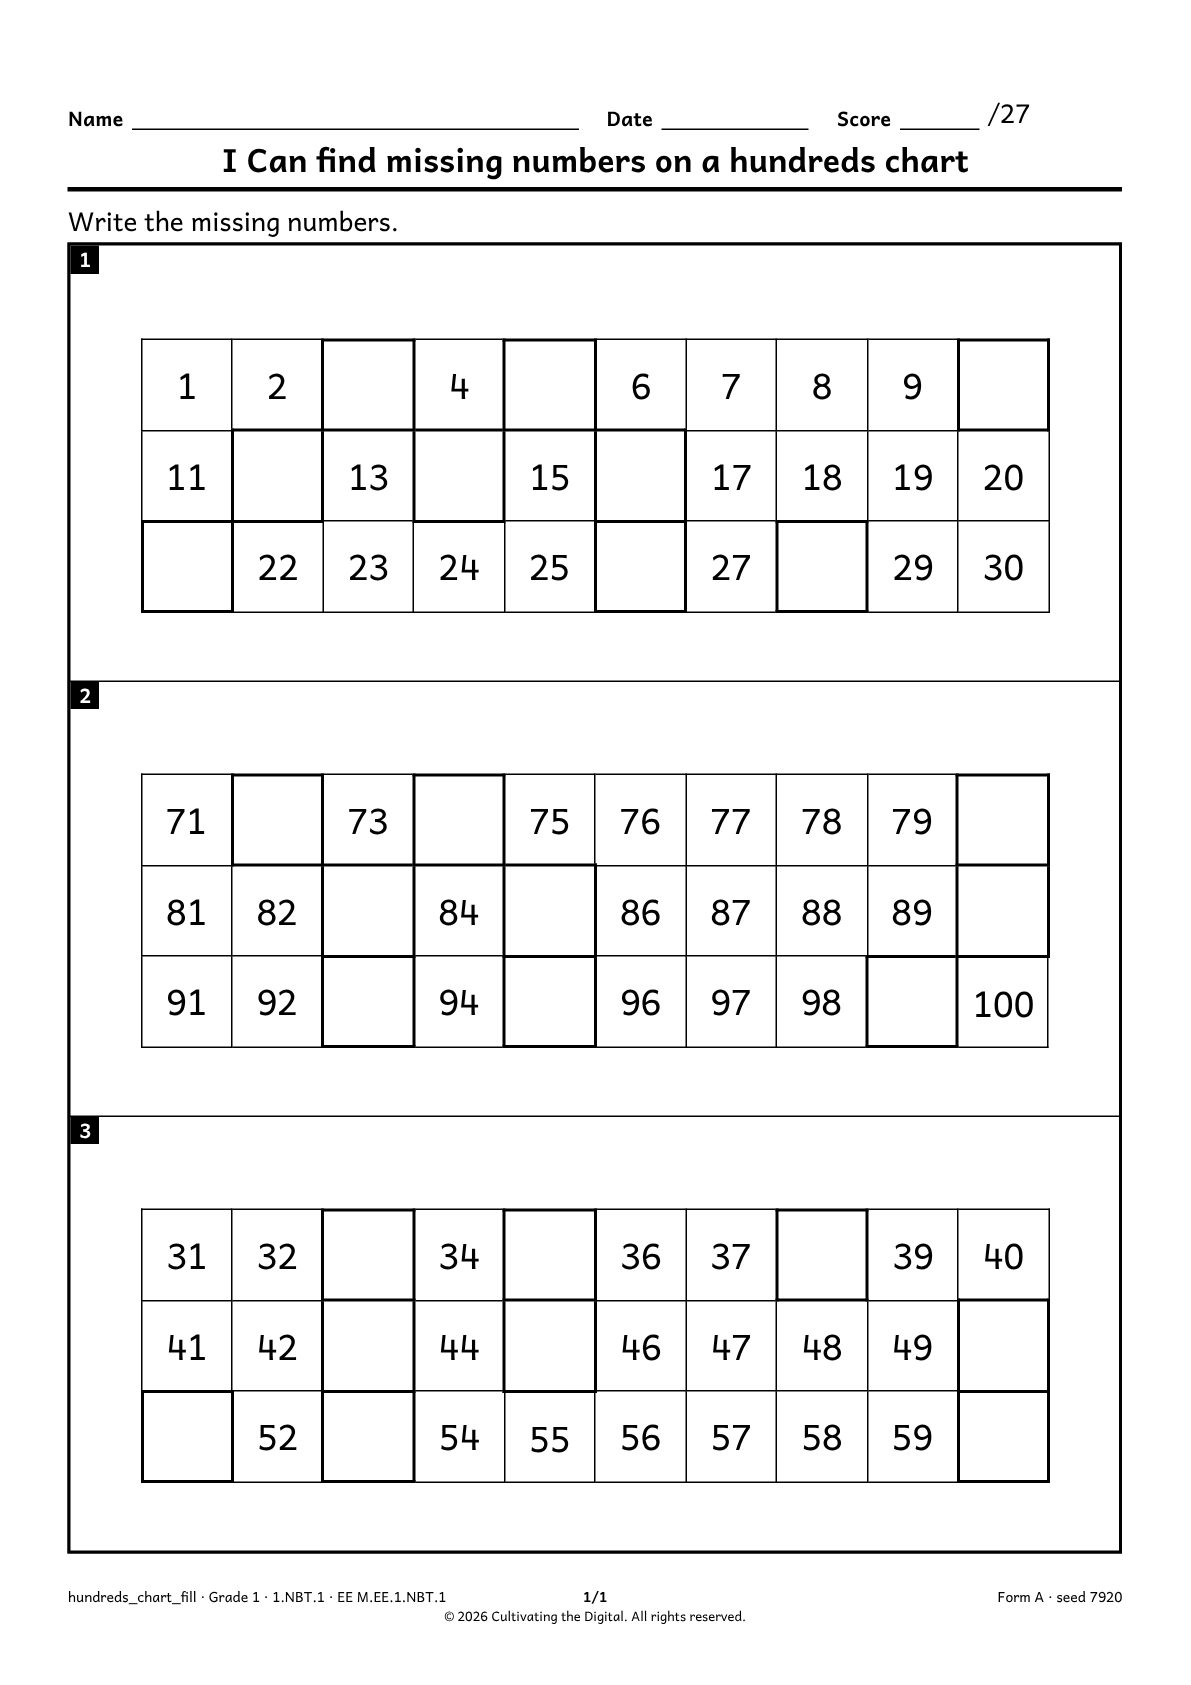 Name Date Score /27
I Can find missing numbers on a hundreds chart
Write the missing numbers.
1
1 2 4 6 7 8 9
11 13 15 17 18 19 20
22 23 24 25 27 29 30
2
71 73 75 76 77 78 79
81 82 84 86 87 88 89
91 92 94 96 97 98 100
3
31 32 34 36 37 39 40
41 42 44 46 47 48 49
52 54 55 56 57 58 59
hundreds_chart_fill · Grade 1 · 1.NBT.1 · EE M.EE.1.NBT.1 1/1 Form A · seed 7920
© 2026 Cultivating the Digital. All rights reserved.